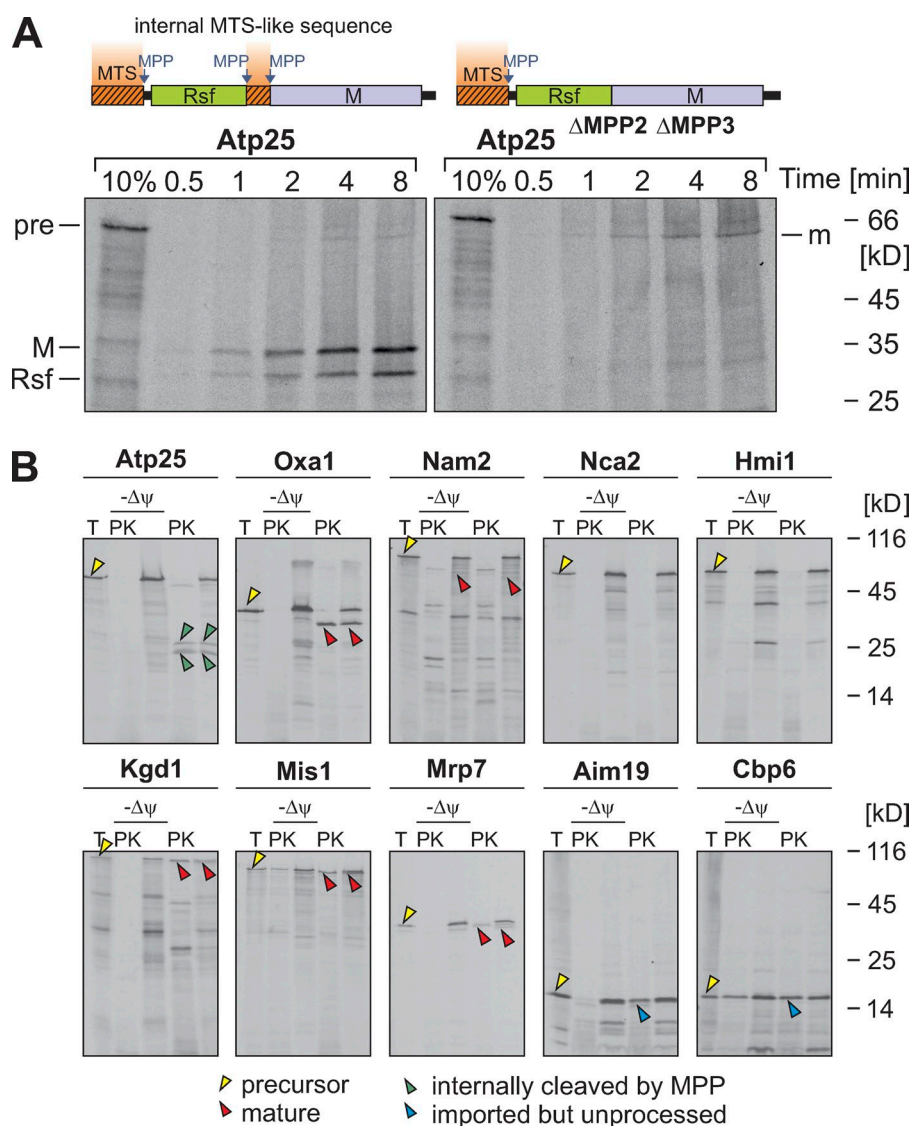 A
internal MTS-like sequence
MTS MPP MPP MPP
Rsf M
MTS MPP
Rsf M
ΔMPP2 ΔMPP3
Atp25
Atp25
10% 0.5 1 2 4 8
10% 0.5 1 2 4 8 Time [min]
pre
M
Rsf
m
66
[kD]
45
35
25
B
Atp25 Oxa1 Nam2 Nca2 Hmi1
-Δψ -Δψ -Δψ -Δψ -Δψ
[kD]
T PK PK T PK PK T PK PK T PK PK T PK PK
116
45
25
14
Kgd1 Mis1 Mrp7 Aim19 Cbp6
-Δψ -Δψ -Δψ -Δψ -Δψ
[kD]
T PK PK T PK PK T PK PK T PK PK T PK PK
116
45
25
14
precursor
mature
internally cleaved by MPP
imported but unprocessed